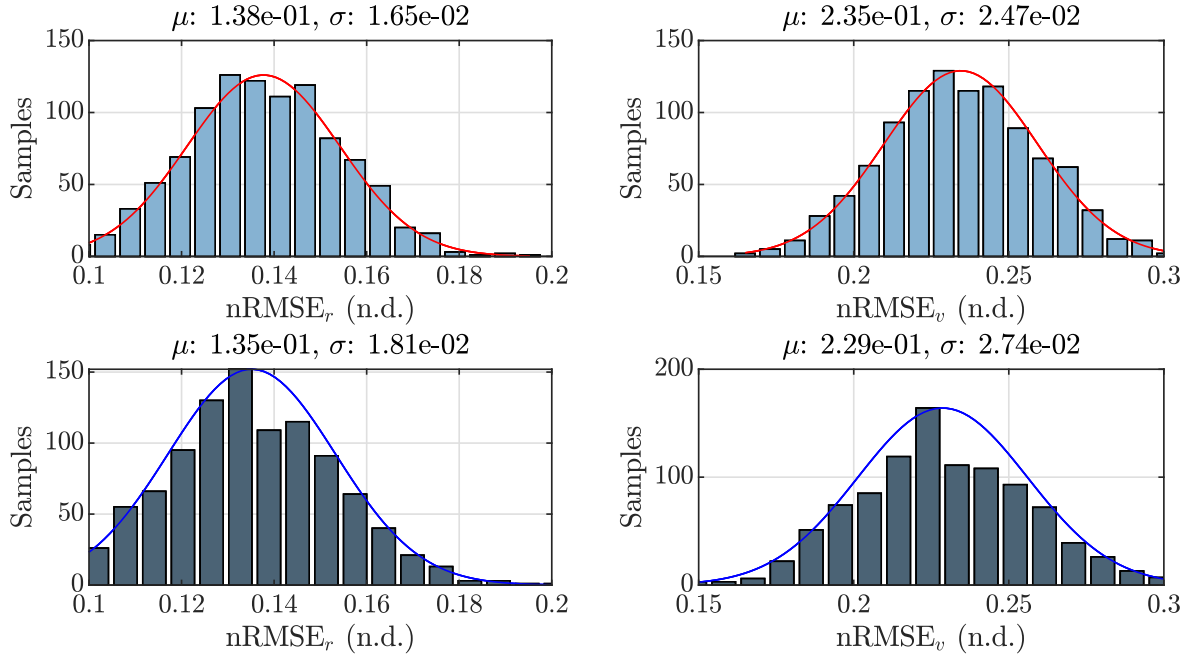 μ: 1.38e-01, σ: 1.65e-02
150
100
50
0
Samples
0.1 0.12 0.14 0.16 0.18 0.2
nRMSE_r (n.d.)
μ: 2.35e-01, σ: 2.47e-02
150
100
50
0
Samples
0.15 0.2 0.25 0.3
nRMSE_v (n.d.)
μ: 1.35e-01, σ: 1.81e-02
150
100
50
0
Samples
0.1 0.12 0.14 0.16 0.18 0.2
nRMSE_r (n.d.)
μ: 2.29e-01, σ: 2.74e-02
200
100
0
Samples
0.15 0.2 0.25 0.3
nRMSE_v (n.d.)